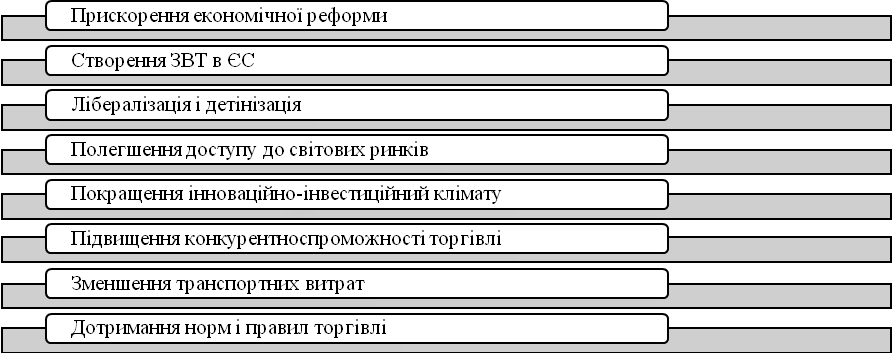 Прискорення економічної реформи
Створення ЗВТ в ЄС
Лібералізація і детінізація
Полегшення доступу до світових ринків
Покращення інноваційно-інвестиційний клімату
Підвищення конкурентноспроможності торгівлі
Зменшення транспортних витрат
Дотримання норм і правил торгівлі